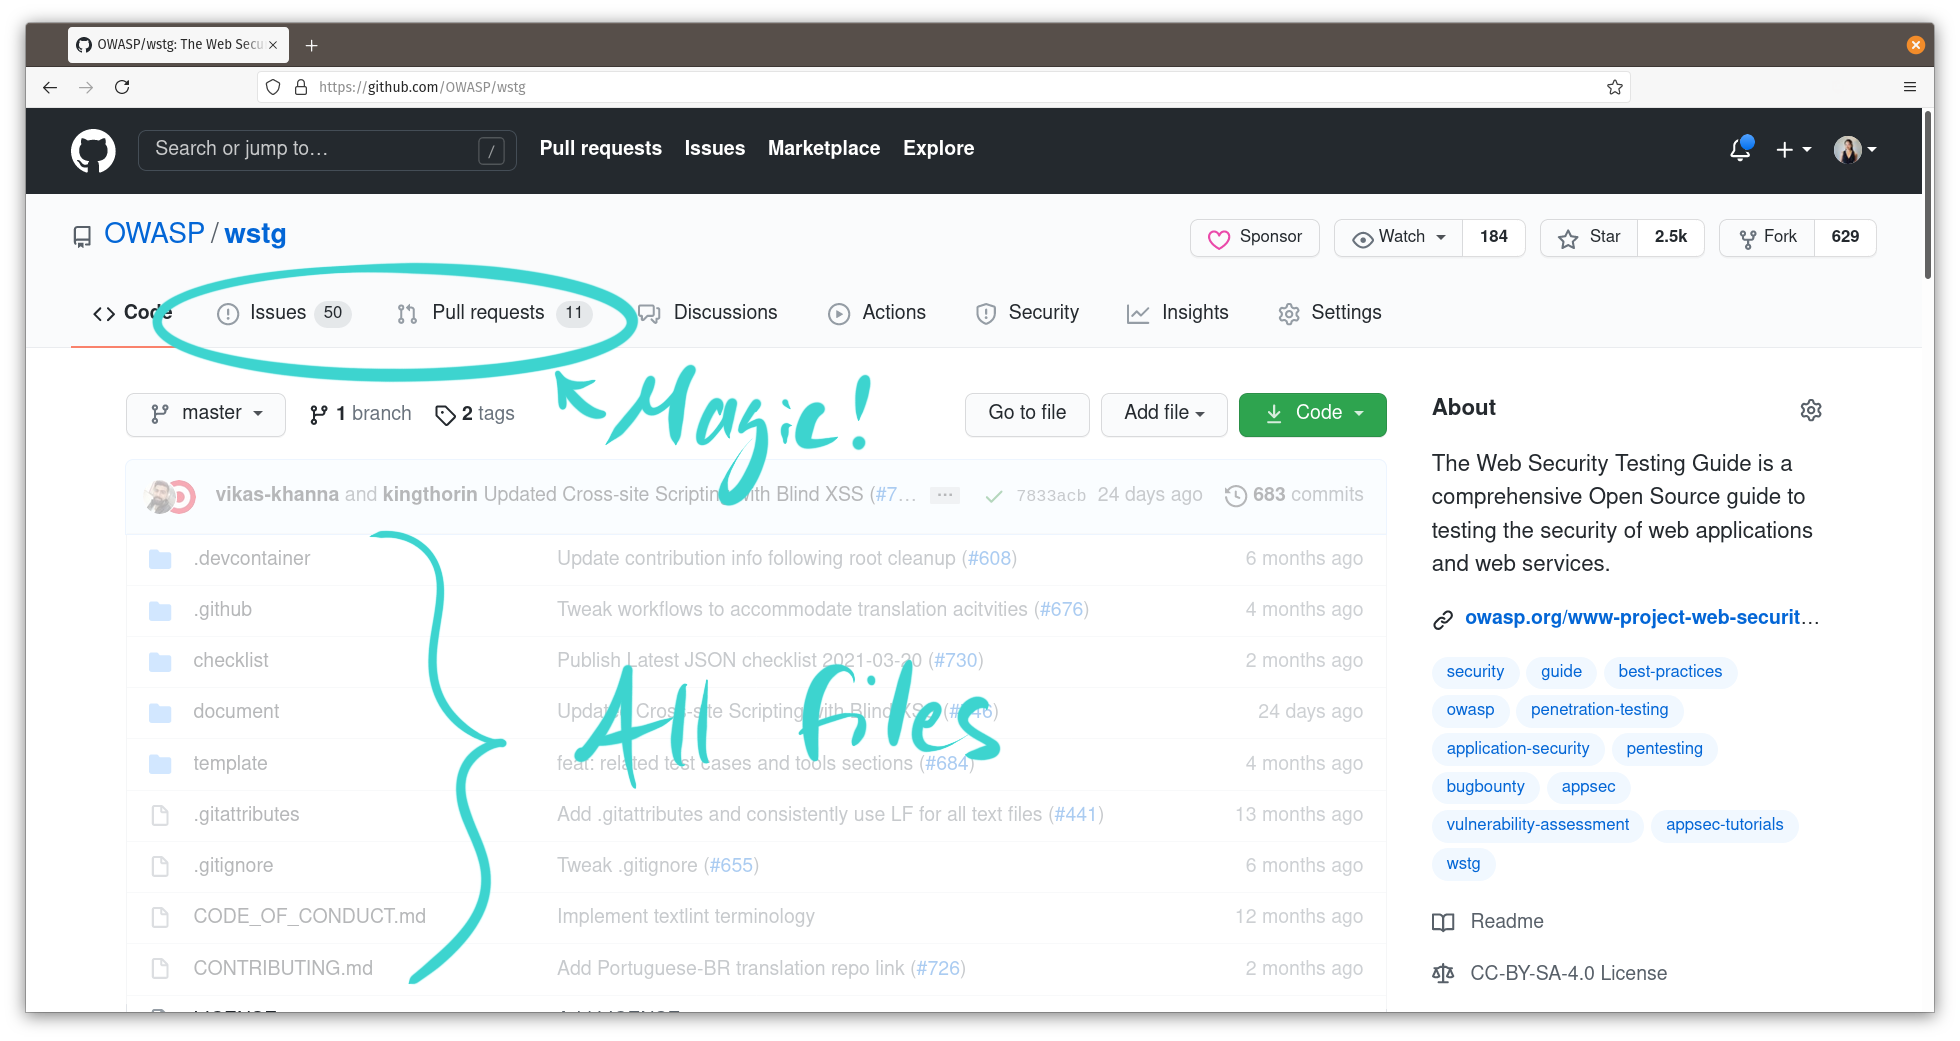 OWASP/wstg: The Web Secu
https://github.com/OWASP/wstg
Search or jump to… / Pull requests Issues Marketplace Explore
OWASP / wstg Sponsor Watch 184 Star 2.5k Fork 629
Code Issues 50 Pull requests 11 Discussions Actions Security Insights Settings
Magic!
master 1 branch 2 tags Go to file Add file Code
vikas-khanna and kingthorin Updated Cross-site Scripting with Blind XSS (#7… 7833acb 24 days ago 683 commits
.devcontainer Update contribution info following root cleanup (#608) 6 months ago
.github Tweak workflows to accommodate translation acitvities (#676) 4 months ago
checklist Publish Latest JSON checklist 2021-03-20 (#730) 2 months ago
document Updated Cross-site Scripting with Blind XSS (#746) 24 days ago
All files
template feat: related test cases and tools sections (#684) 4 months ago
.gitattributes Add .gitattributes and consistently use LF for all text files (#441) 13 months ago
.gitignore Tweak .gitignore (#655) 6 months ago
CODE_OF_CONDUCT.md Implement textlint terminology 12 months ago
CONTRIBUTING.md Add Portuguese-BR translation repo link (#726) 2 months ago
About
The Web Security Testing Guide is a
comprehensive Open Source guide to
testing the security of web applications
and web services.
owasp.org/www-project-web-securit…
security guide best-practices
owasp penetration-testing
application-security pentesting
bugbounty appsec
vulnerability-assessment appsec-tutorials
wstg
Readme
CC-BY-SA-4.0 License